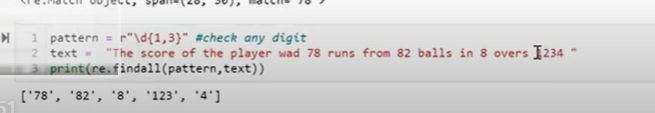 <re.Match object, span=(28, 30), match='78'>
1 pattern = r"\d{1,3}" #check any digit
2 text = "The score of the player wad 78 runs from 82 balls in 8 overs 1234 "
3 print(re.findall(pattern,text))
['78', '82', '8', '123', '4']
51